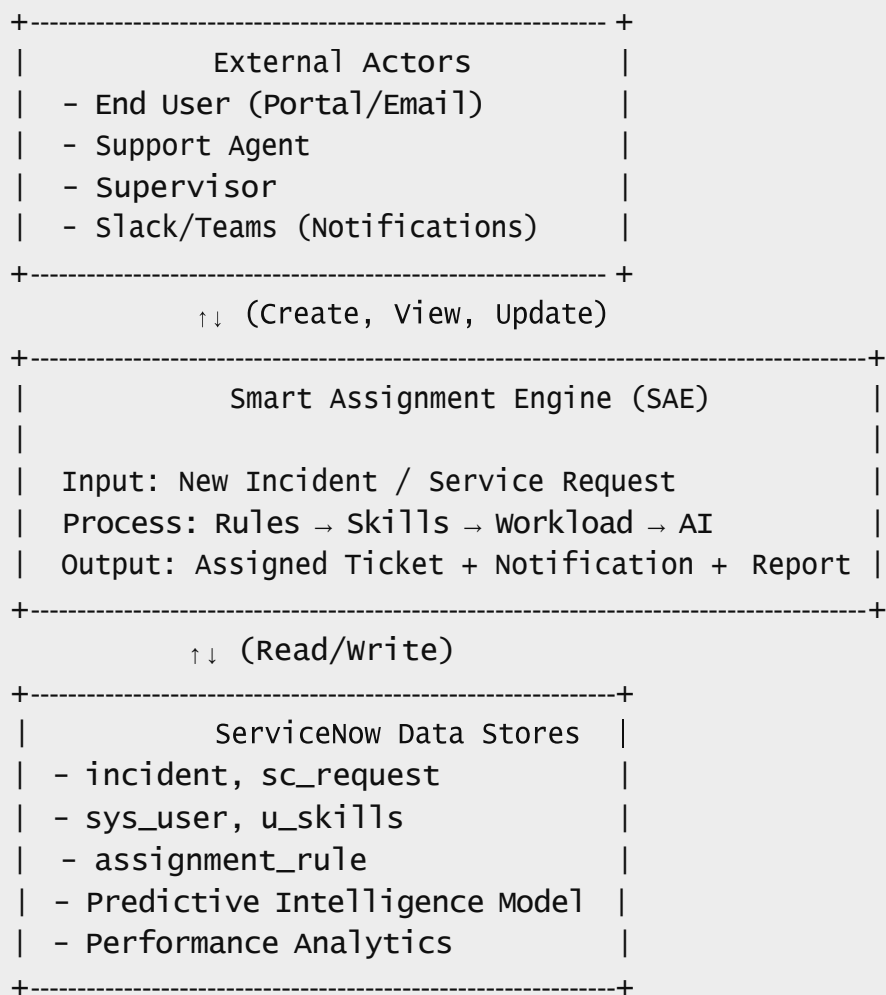 +--------------------------------------------------------------+
| External Actors |
| - End User (Portal/Email) |
| - Support Agent |
| - Supervisor |
| - Slack/Teams (Notifications) |
+--------------------------------------------------------------+
↑↓ (Create, View, Update)
+------------------------------------------------------------------------------------------+
| Smart Assignment Engine (SAE) |
| |
| Input: New Incident / Service Request |
| Process: Rules → Skills → Workload → AI |
| Output: Assigned Ticket + Notification + Report |
+------------------------------------------------------------------------------------------+
↑↓ (Read/Write)
+---------------------------------------------------------------+
| ServiceNow Data Stores |
| - incident, sc_request |
| - sys_user, u_skills |
| - assignment_rule |
| - Predictive Intelligence Model |
| - Performance Analytics |
+---------------------------------------------------------------+